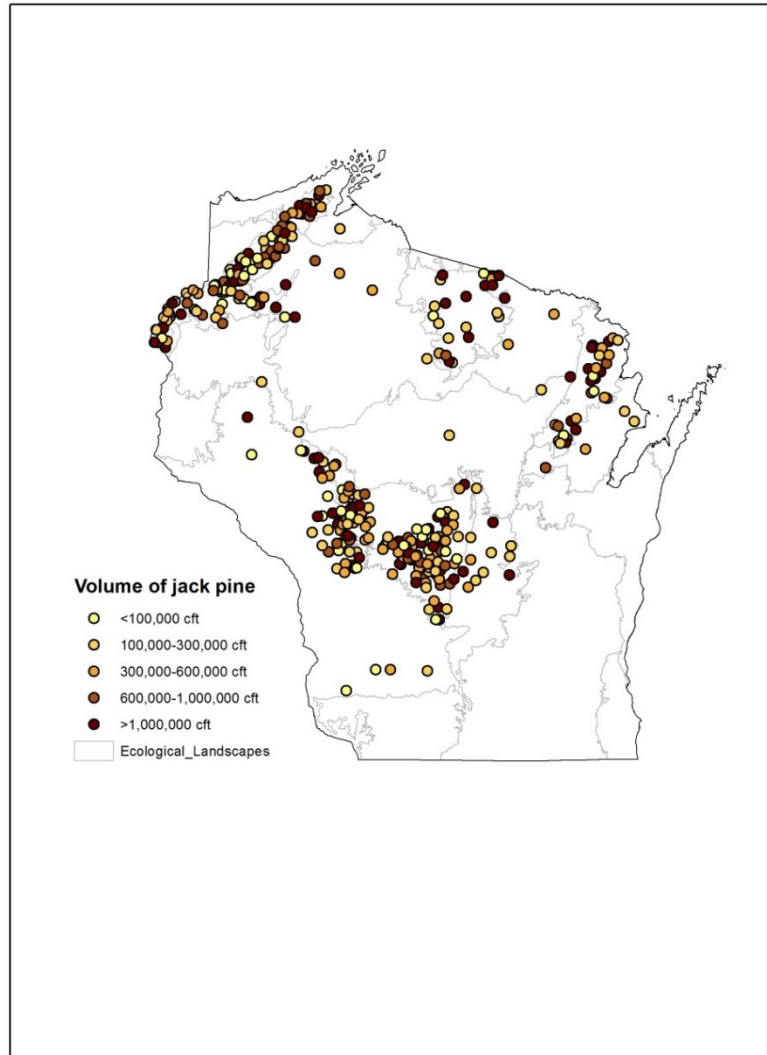 Volume of jack pine
<100,000 cft
100,000-300,000 cft
300,000-600,000 cft
600,000-1,000,000 cft
>1,000,000 cft
Ecological_Landscapes